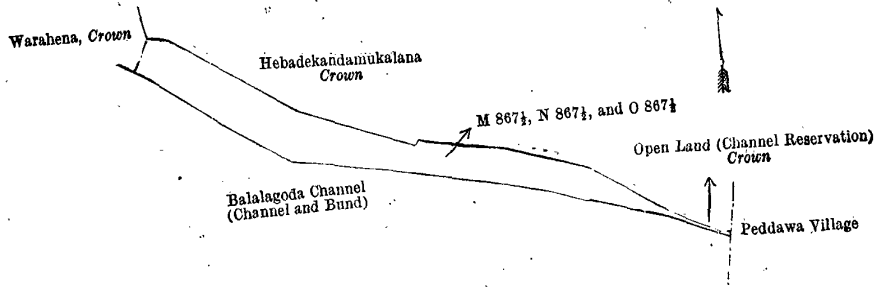 Warahena, Crown
Hebadekandamukalana
Crown
M 867½, N 867½, and O 867½
Open Land (Channel Reservation)
Crown
Balalagoda Channel
(Channel and Bund)
Peddawa Village